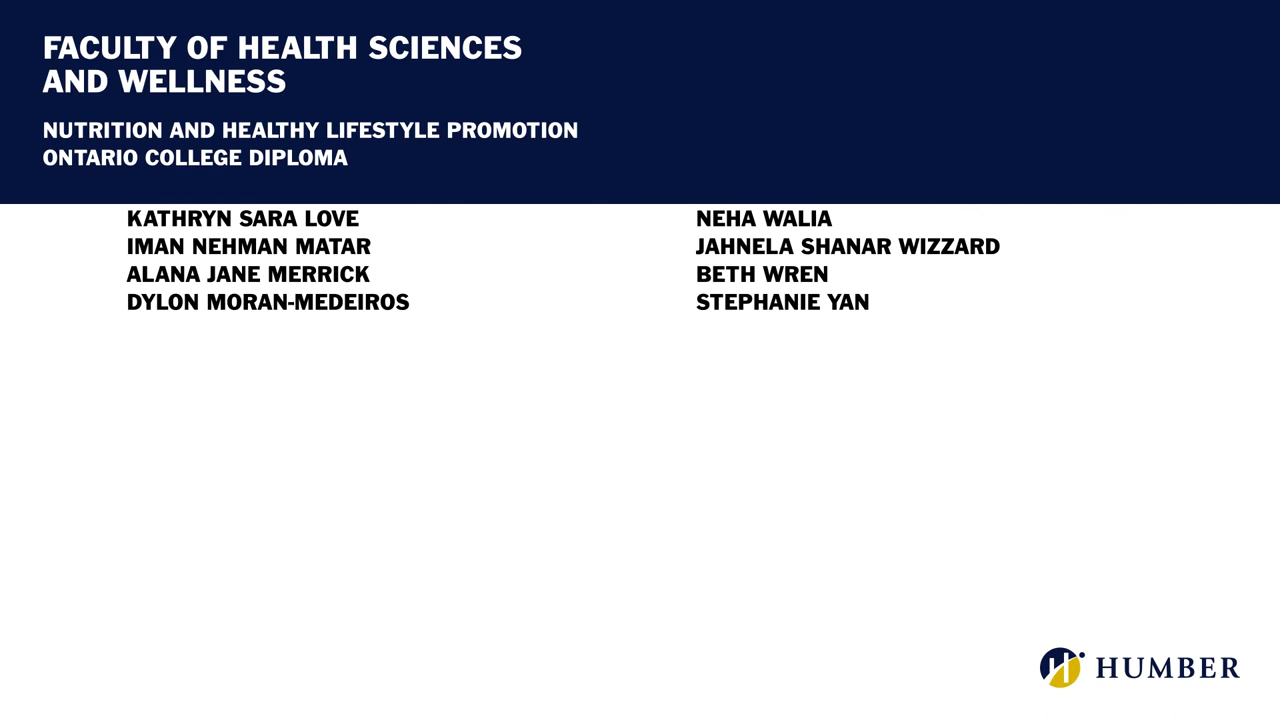 FACULTY OF HEALTH SCIENCES
AND WELLNESS
NUTRITION AND HEALTHY LIFESTYLE PROMOTION
ONTARIO COLLEGE DIPLOMA
KATHRYN SARA LOVE
IMAN NEHMAN MATAR
ALANA JANE MERRICK
DYLON MORAN-MEDEIROS
NEHA WALIA
JAHNELA SHANAR WIZZARD
BETH WREN
STEPHANIE YAN
HUMBER